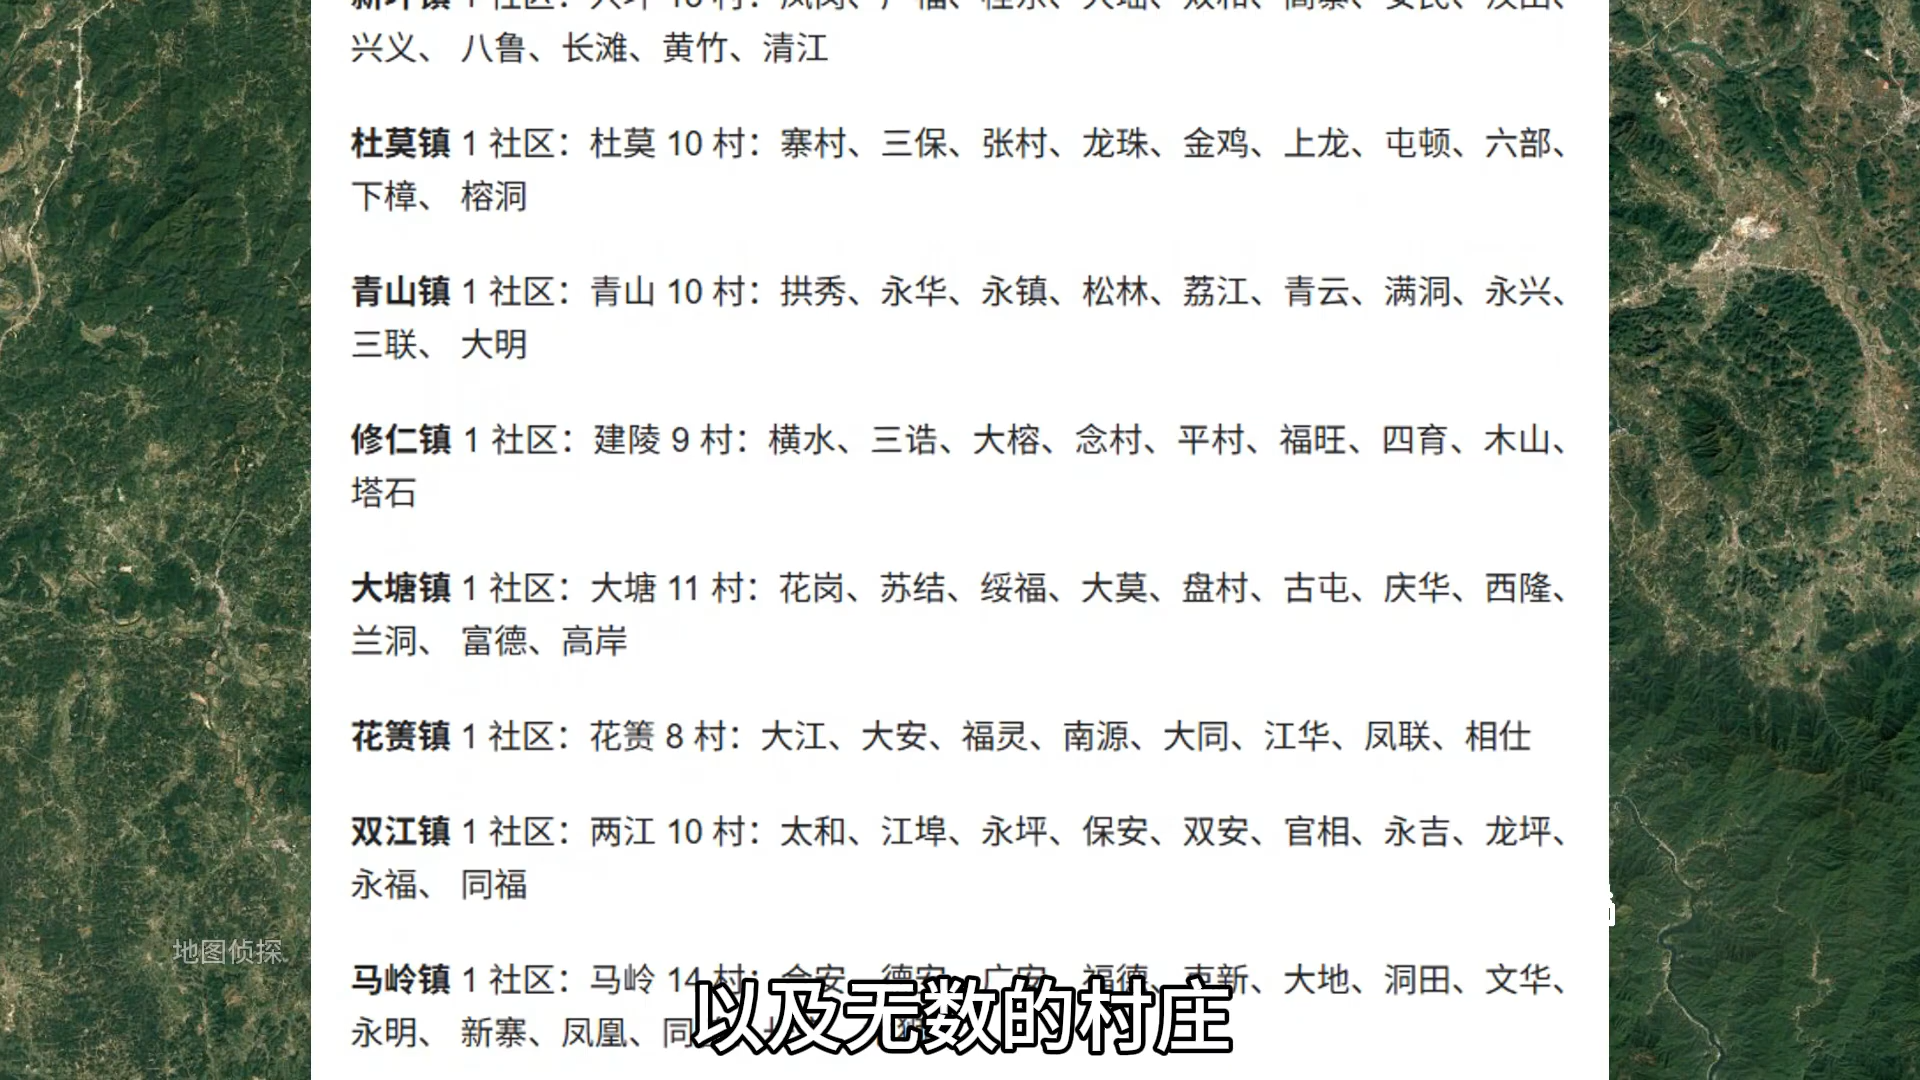 兴义、 八鲁、长滩、黄竹、清江
杜莫镇 1 社区：杜莫 10 村：寨村、三保、张村、龙珠、金鸡、上龙、屯顿、六部、
下樟、 榕洞
青山镇 1 社区：青山 10 村：拱秀、永华、永镇、松林、荔江、青云、满洞、永兴、
三联、 大明
修仁镇 1 社区：建陵 9 村：横水、三诰、大榕、念村、平村、福旺、四育、木山、
塔石
大塘镇 1 社区：大塘 11 村：花岗、苏结、绥福、大莫、盘村、古屯、庆华、西隆、
兰洞、 富德、高岸
花篢镇 1 社区：花篢 8 村：大江、大安、福灵、南源、大同、江华、凤联、相仕
双江镇 1 社区：两江 10 村：太和、江埠、永坪、保安、双安、官相、永吉、龙坪、
永福、 同福
地图侦探
马岭镇 1 社区：马岭 14 村：德安、广安、福德、新、大地、洞田、文华、
永明、 新寨、凤凰、同
以及无数的村庄